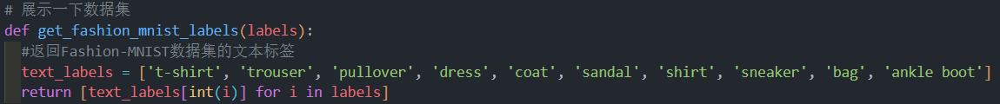 # 展示一下数据集
def get_fashion_mnist_labels(labels):
  #返回Fashion-MNIST数据集的文本标签
  text_labels = ['t-shirt', 'trouser', 'pullover', 'dress', 'coat', 'sandal', 'shirt', 'sneaker', 'bag', 'ankle boot']
  return [text_labels[int(i)] for i in labels]